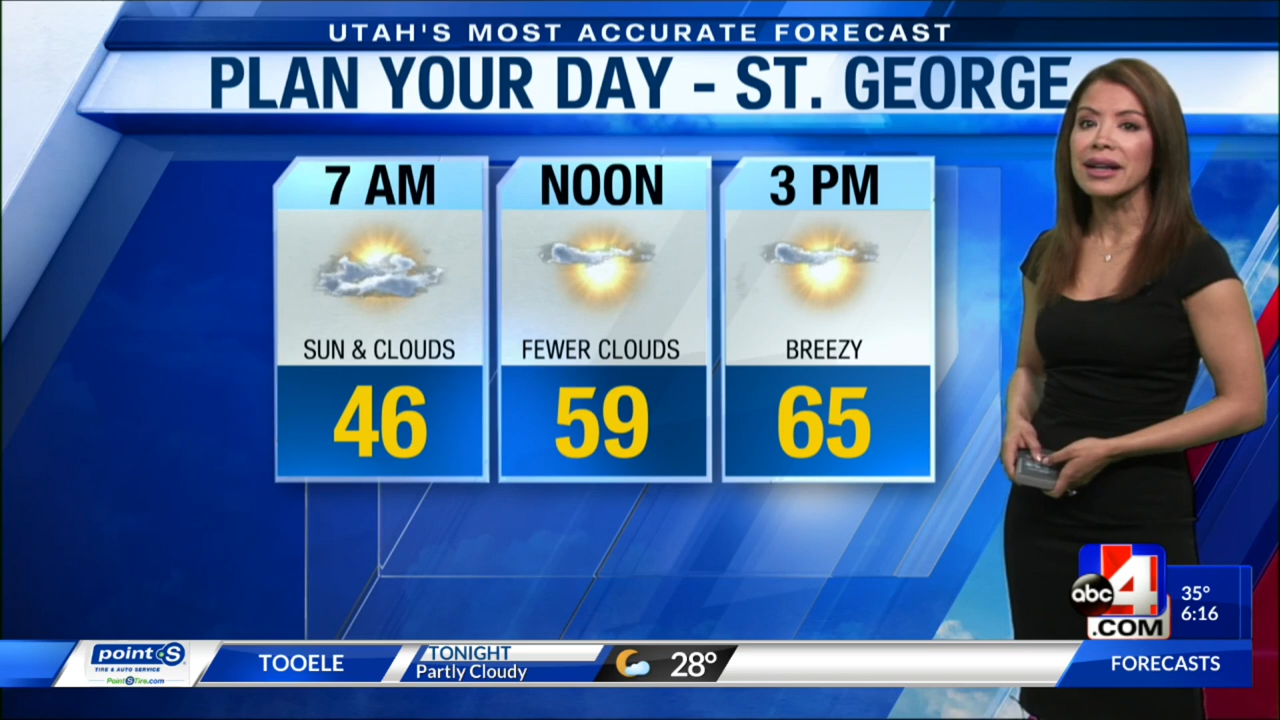 UTAH'S MOST ACCURATE FORECAST
PLAN YOUR DAY - ST. GEORGE
7 AM
SUN & CLOUDS
46
NOON
FEWER CLOUDS
59
3 PM
BREEZY
65
abc 4
.COM
35°
6:16
point S
TIRE & AUTO SERVICE
PointSTire.com
TOOELE
TONIGHT
Partly Cloudy
28°
FORECASTS